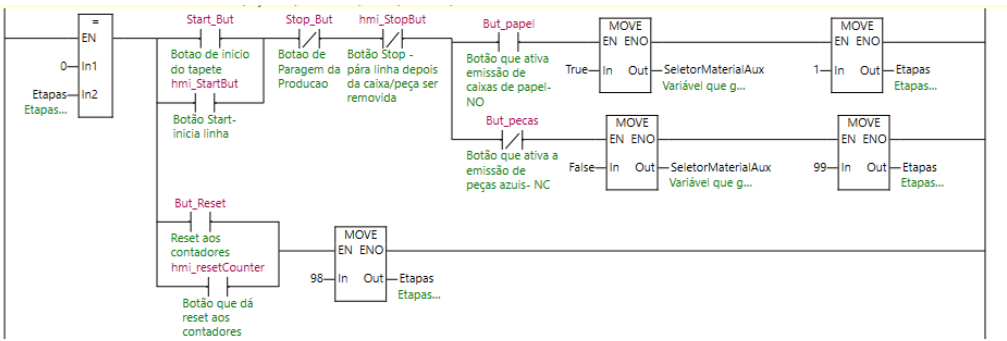 =
EN
0
In1
Etapas
In2
Etapas...
Start_But
Botao de inicio
do tapete
hmi_StartBut
Botão Start-
inicia linha
Stop_But
Botao de
Paragem da
Producao
hmi_StopBut
Botão Stop -
pára linha depois
da caixa/peça ser
removida
But_papel
Botão que ativa
emissão de
caixas de papel-
NO
MOVE
EN ENO
True
In Out
SeletorMaterialAux
Variável que g...
MOVE
EN ENO
1
In Out
Etapas
Etapas...
But_pecas
Botão que ativa a
emissão de
peças azuis- NC
MOVE
EN ENO
False
In Out
SeletorMaterialAux
Variável que g...
MOVE
EN ENO
99
In Out
Etapas
Etapas...
But_Reset
Reset aos
contadores
hmi_resetCounter
Botão que dá
reset aos
contadores
MOVE
EN ENO
98
In Out
Etapas
Etapas...